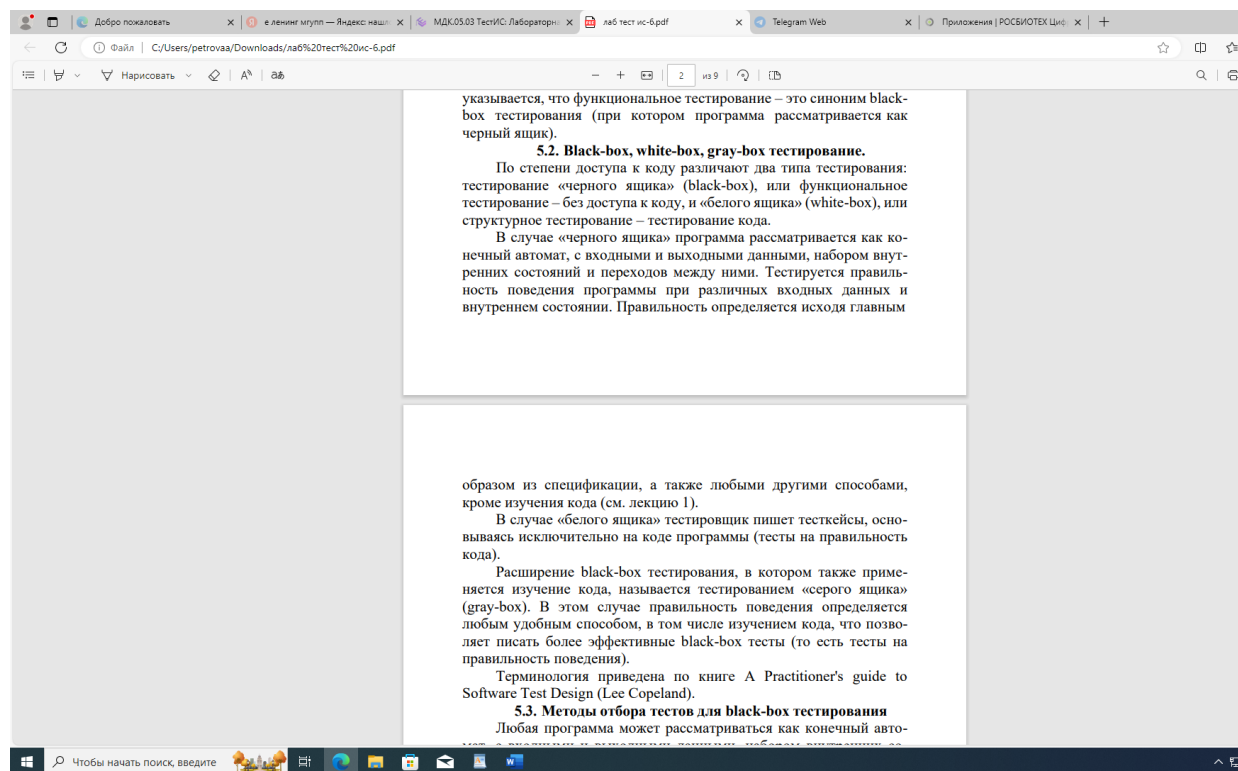 Добро пожаловать
е ленинг мгупп — Яндекс: нашл
МДК.05.03 ТестИС: Лабораторна
лаб тест ис-6.pdf
Telegram Web
Приложения | РОСБИОТЕХ Циф
Файл | C:/Users/petrovaa/Downloads/лаб%20тест%20ис-6.pdf
Нарисовать
2 из 9
указывается, что функциональное тестирование – это синоним black-
box тестирования (при котором программа рассматривается как
черный ящик).
5.2. Black-box, white-box, gray-box тестирование.
По степени доступа к коду различают два типа тестирования:
тестирование «черного ящика» (black-box), или функциональное
тестирование – без доступа к коду, и «белого ящика» (white-box), или
структурное тестирование – тестирование кода.
В случае «черного ящика» программа рассматривается как ко-
нечный автомат, с входными и выходными данными, набором внут-
ренних состояний и переходов между ними. Тестируется правиль-
ность поведения программы при различных входных данных и
внутреннем состоянии. Правильность определяется исходя главным
образом из спецификации, а также любыми другими способами,
кроме изучения кода (см. лекцию 1).
В случае «белого ящика» тестировщик пишет тесткейсы, осно-
вываясь исключительно на коде программы (тесты на правильность
кода).
Расширение black-box тестирования, в котором также приме-
няется изучение кода, называется тестированием «серого ящика»
(gray-box). В этом случае правильность поведения определяется
любым удобным способом, в том числе изучением кода, что позво-
ляет писать более эффективные black-box тесты (то есть тесты на
правильность поведения).
Терминология приведена по книге A Practitioner's guide to
Software Test Design (Lee Copeland).
5.3. Методы отбора тестов для black-box тестирования
Любая программа может рассматриваться как конечный авто-
мат, с входными и выходными данными, набором внутренних со-
Чтобы начать поиск, введите